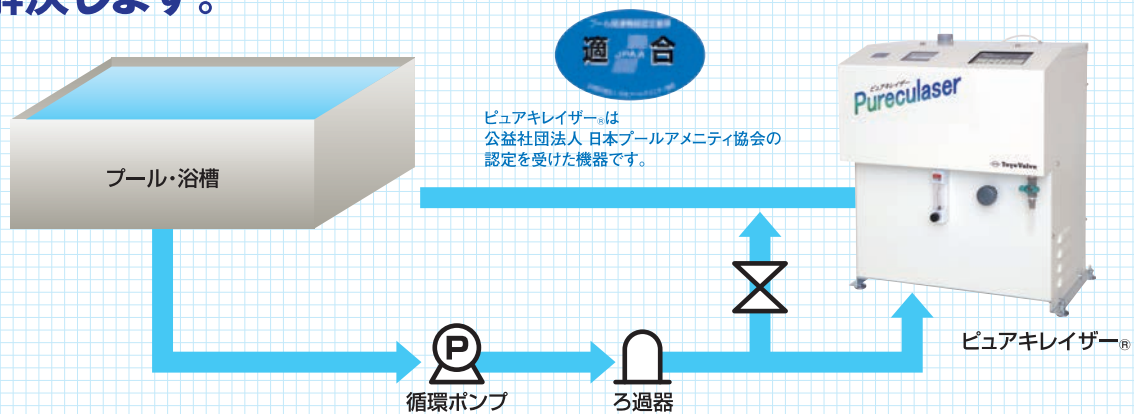 解決します。
適合
ピュアキレイザー®は
公益社団法人 日本プールアメニティ協会の
認定を受けた機器です。
ピュアキレイザー
Pureculaser
ToyoValve
プール・浴槽
P
循環ポンプ
ろ過器
ピュアキレイザー®